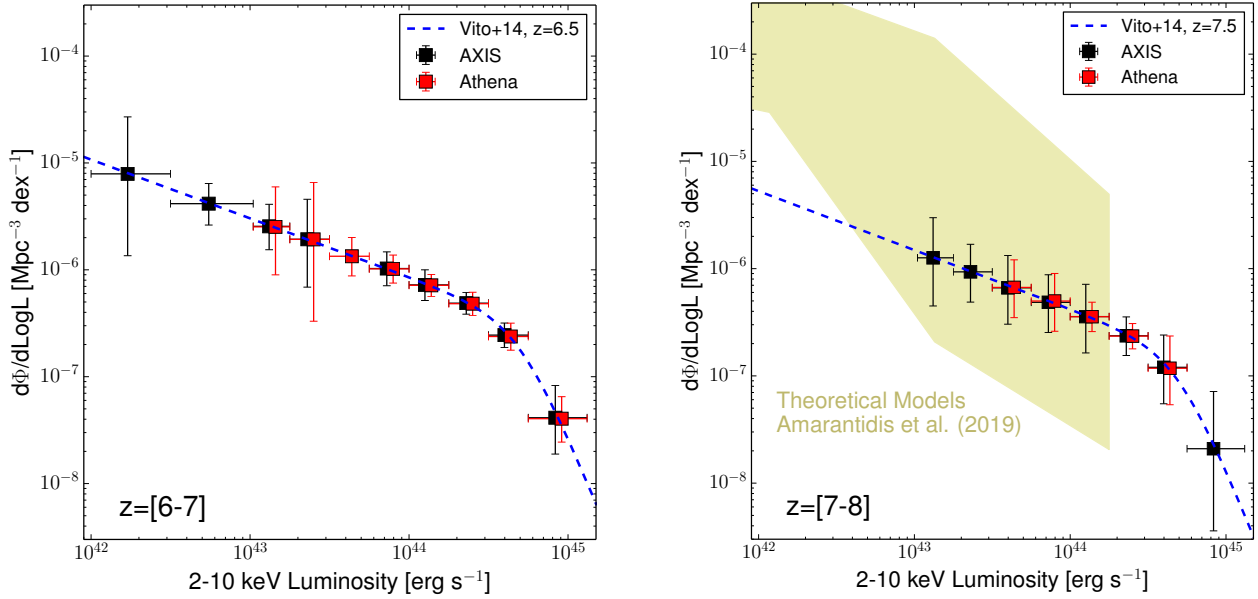 Vito+14, z=6.5
AXIS
Athena
10⁻⁴
10⁻⁵
10⁻⁶
10⁻⁷
10⁻⁸
dΦ/dLogL [Mpc⁻³ dex⁻¹]
z=[6-7]
10⁴² 10⁴³ 10⁴⁴ 10⁴⁵
2-10 keV Luminosity [erg s⁻¹]
Vito+14, z=7.5
AXIS
Athena
10⁻⁴
10⁻⁵
10⁻⁶
10⁻⁷
10⁻⁸
dΦ/dLogL [Mpc⁻³ dex⁻¹]
Theoretical Models
Amarantidis et al. (2019)
z=[7-8]
10⁴² 10⁴³ 10⁴⁴ 10⁴⁵
2-10 keV Luminosity [erg s⁻¹]